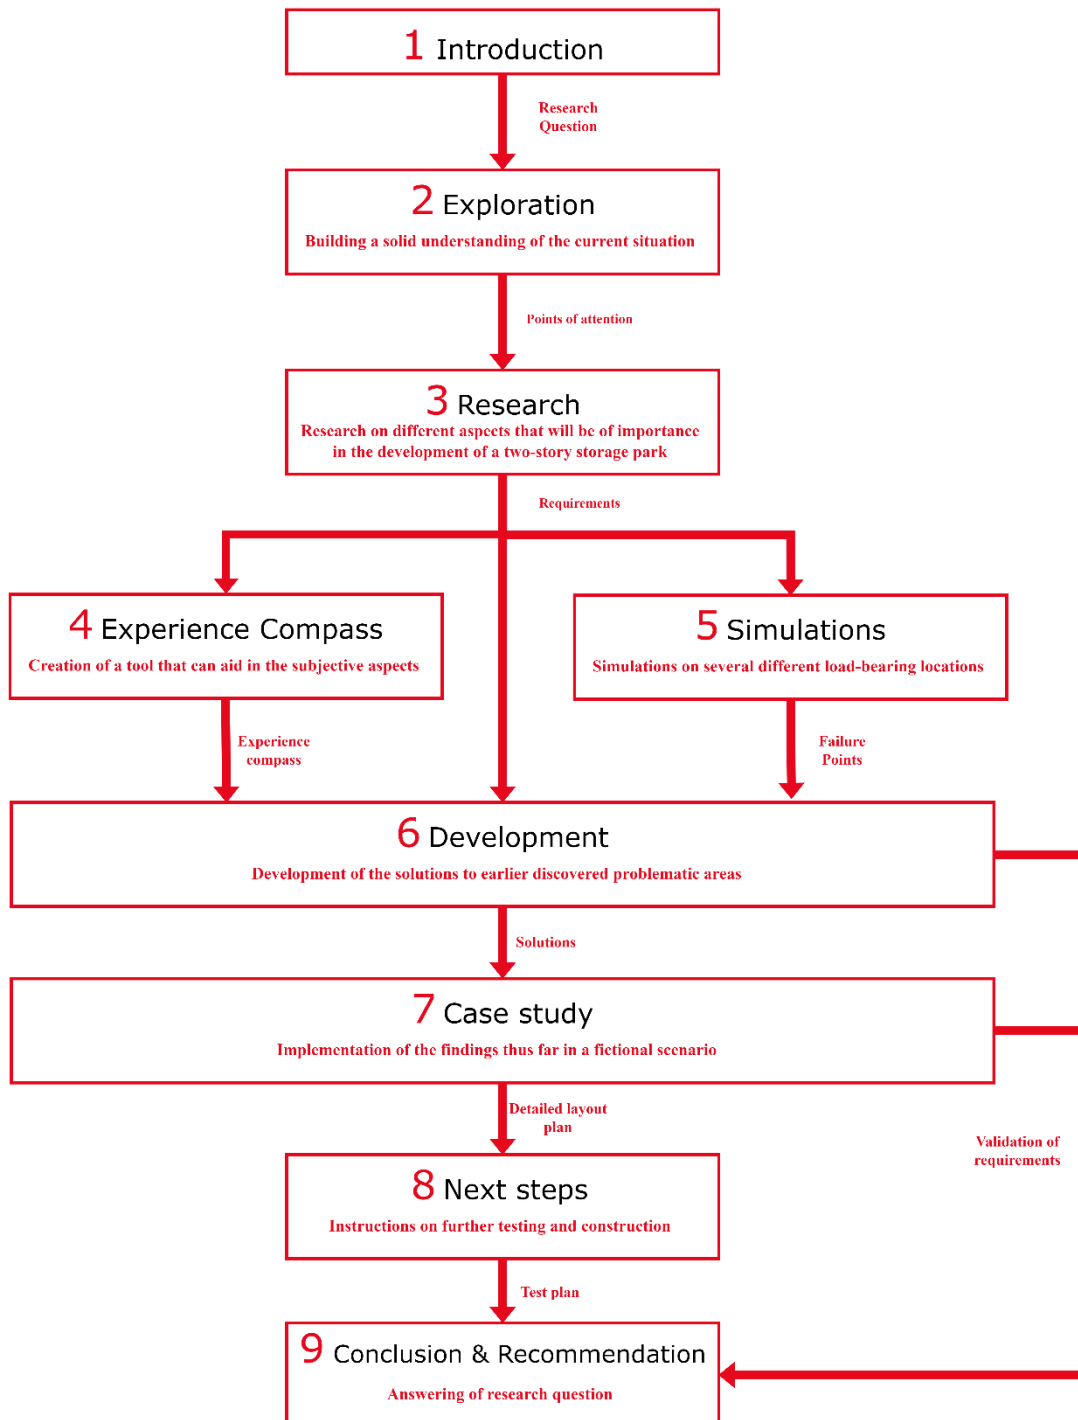 1 Introduction
Research
Question
2 Exploration
Building a solid understanding of the current situation
Points of attention
3 Research
Research on different aspects that will be of importance
in the development of a two-story storage park
Requirements
4 Experience Compass
Creation of a tool that can aid in the subjective aspects
5 Simulations
Simulations on several different load-bearing locations
Experience
compass
Failure
Points
6 Development
Development of the solutions to earlier discovered problematic areas
Solutions
7 Case study
Implementation of the findings thus far in a fictional scenario
Detailed layout
plan
Validation of
requirements
8 Next steps
Instructions on further testing and construction
Test plan
9 Conclusion & Recommendation
Answering of research question